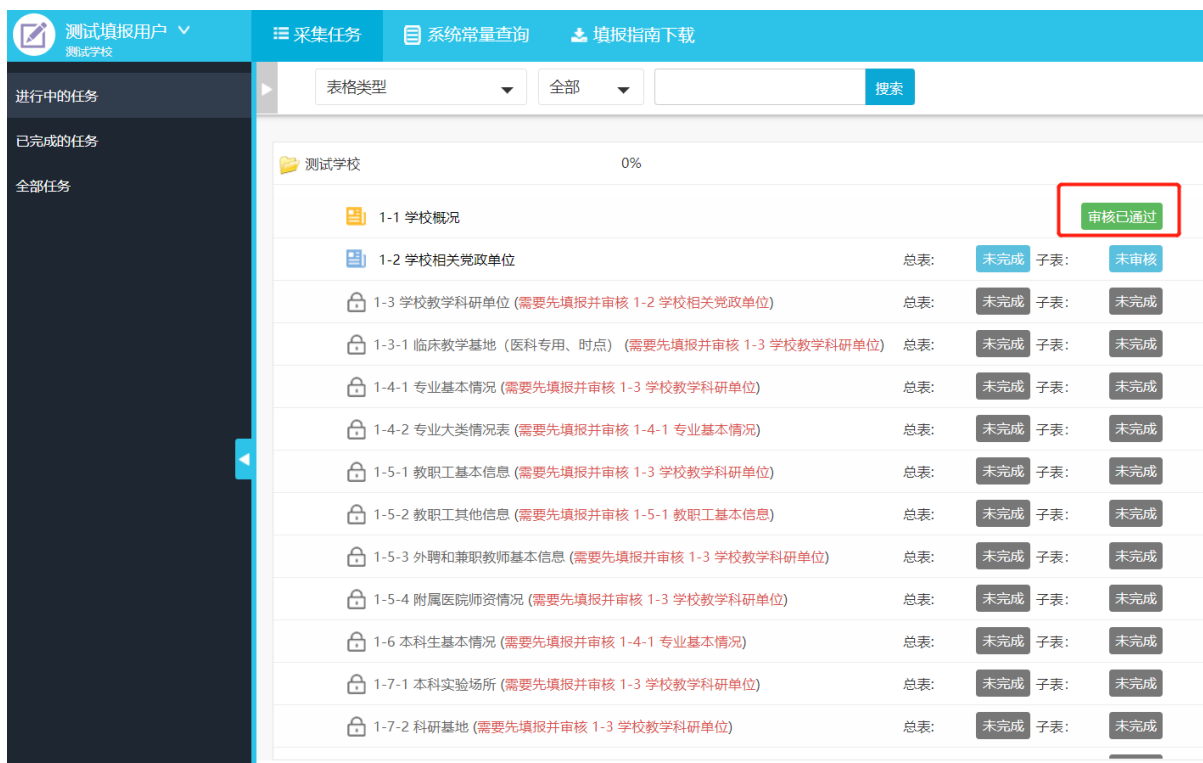 测试填报用户
测试学校
采集任务 系统常量查询 填报指南下载
进行中的任务
已完成的任务
全部任务
表格类型 全部 搜索
测试学校 0%
1-1 学校概况 审核已通过
1-2 学校相关党政单位 总表: 未完成 子表: 未审核
1-3 学校教学科研单位 (需要先填报并审核 1-2 学校相关党政单位) 总表: 未完成 子表: 未完成
1-3-1 临床教学基地（医科专用、时点） (需要先填报并审核 1-3 学校教学科研单位) 总表: 未完成 子表: 未完成
1-4-1 专业基本情况 (需要先填报并审核 1-3 学校教学科研单位) 总表: 未完成 子表: 未完成
1-4-2 专业大类情况表 (需要先填报并审核 1-4-1 专业基本情况) 总表: 未完成 子表: 未完成
1-5-1 教职工基本信息 (需要先填报并审核 1-3 学校教学科研单位) 总表: 未完成 子表: 未完成
1-5-2 教职工其他信息 (需要先填报并审核 1-5-1 教职工基本信息) 总表: 未完成 子表: 未完成
1-5-3 外聘和兼职教师基本信息 (需要先填报并审核 1-3 学校教学科研单位) 总表: 未完成 子表: 未完成
1-5-4 附属医院师资情况 (需要先填报并审核 1-3 学校教学科研单位) 总表: 未完成 子表: 未完成
1-6 本科生基本情况 (需要先填报并审核 1-4-1 专业基本情况) 总表: 未完成 子表: 未完成
1-7-1 本科实验场所 (需要先填报并审核 1-3 学校教学科研单位) 总表: 未完成 子表: 未完成
1-7-2 科研基地 (需要先填报并审核 1-3 学校教学科研单位) 总表: 未完成 子表: 未完成